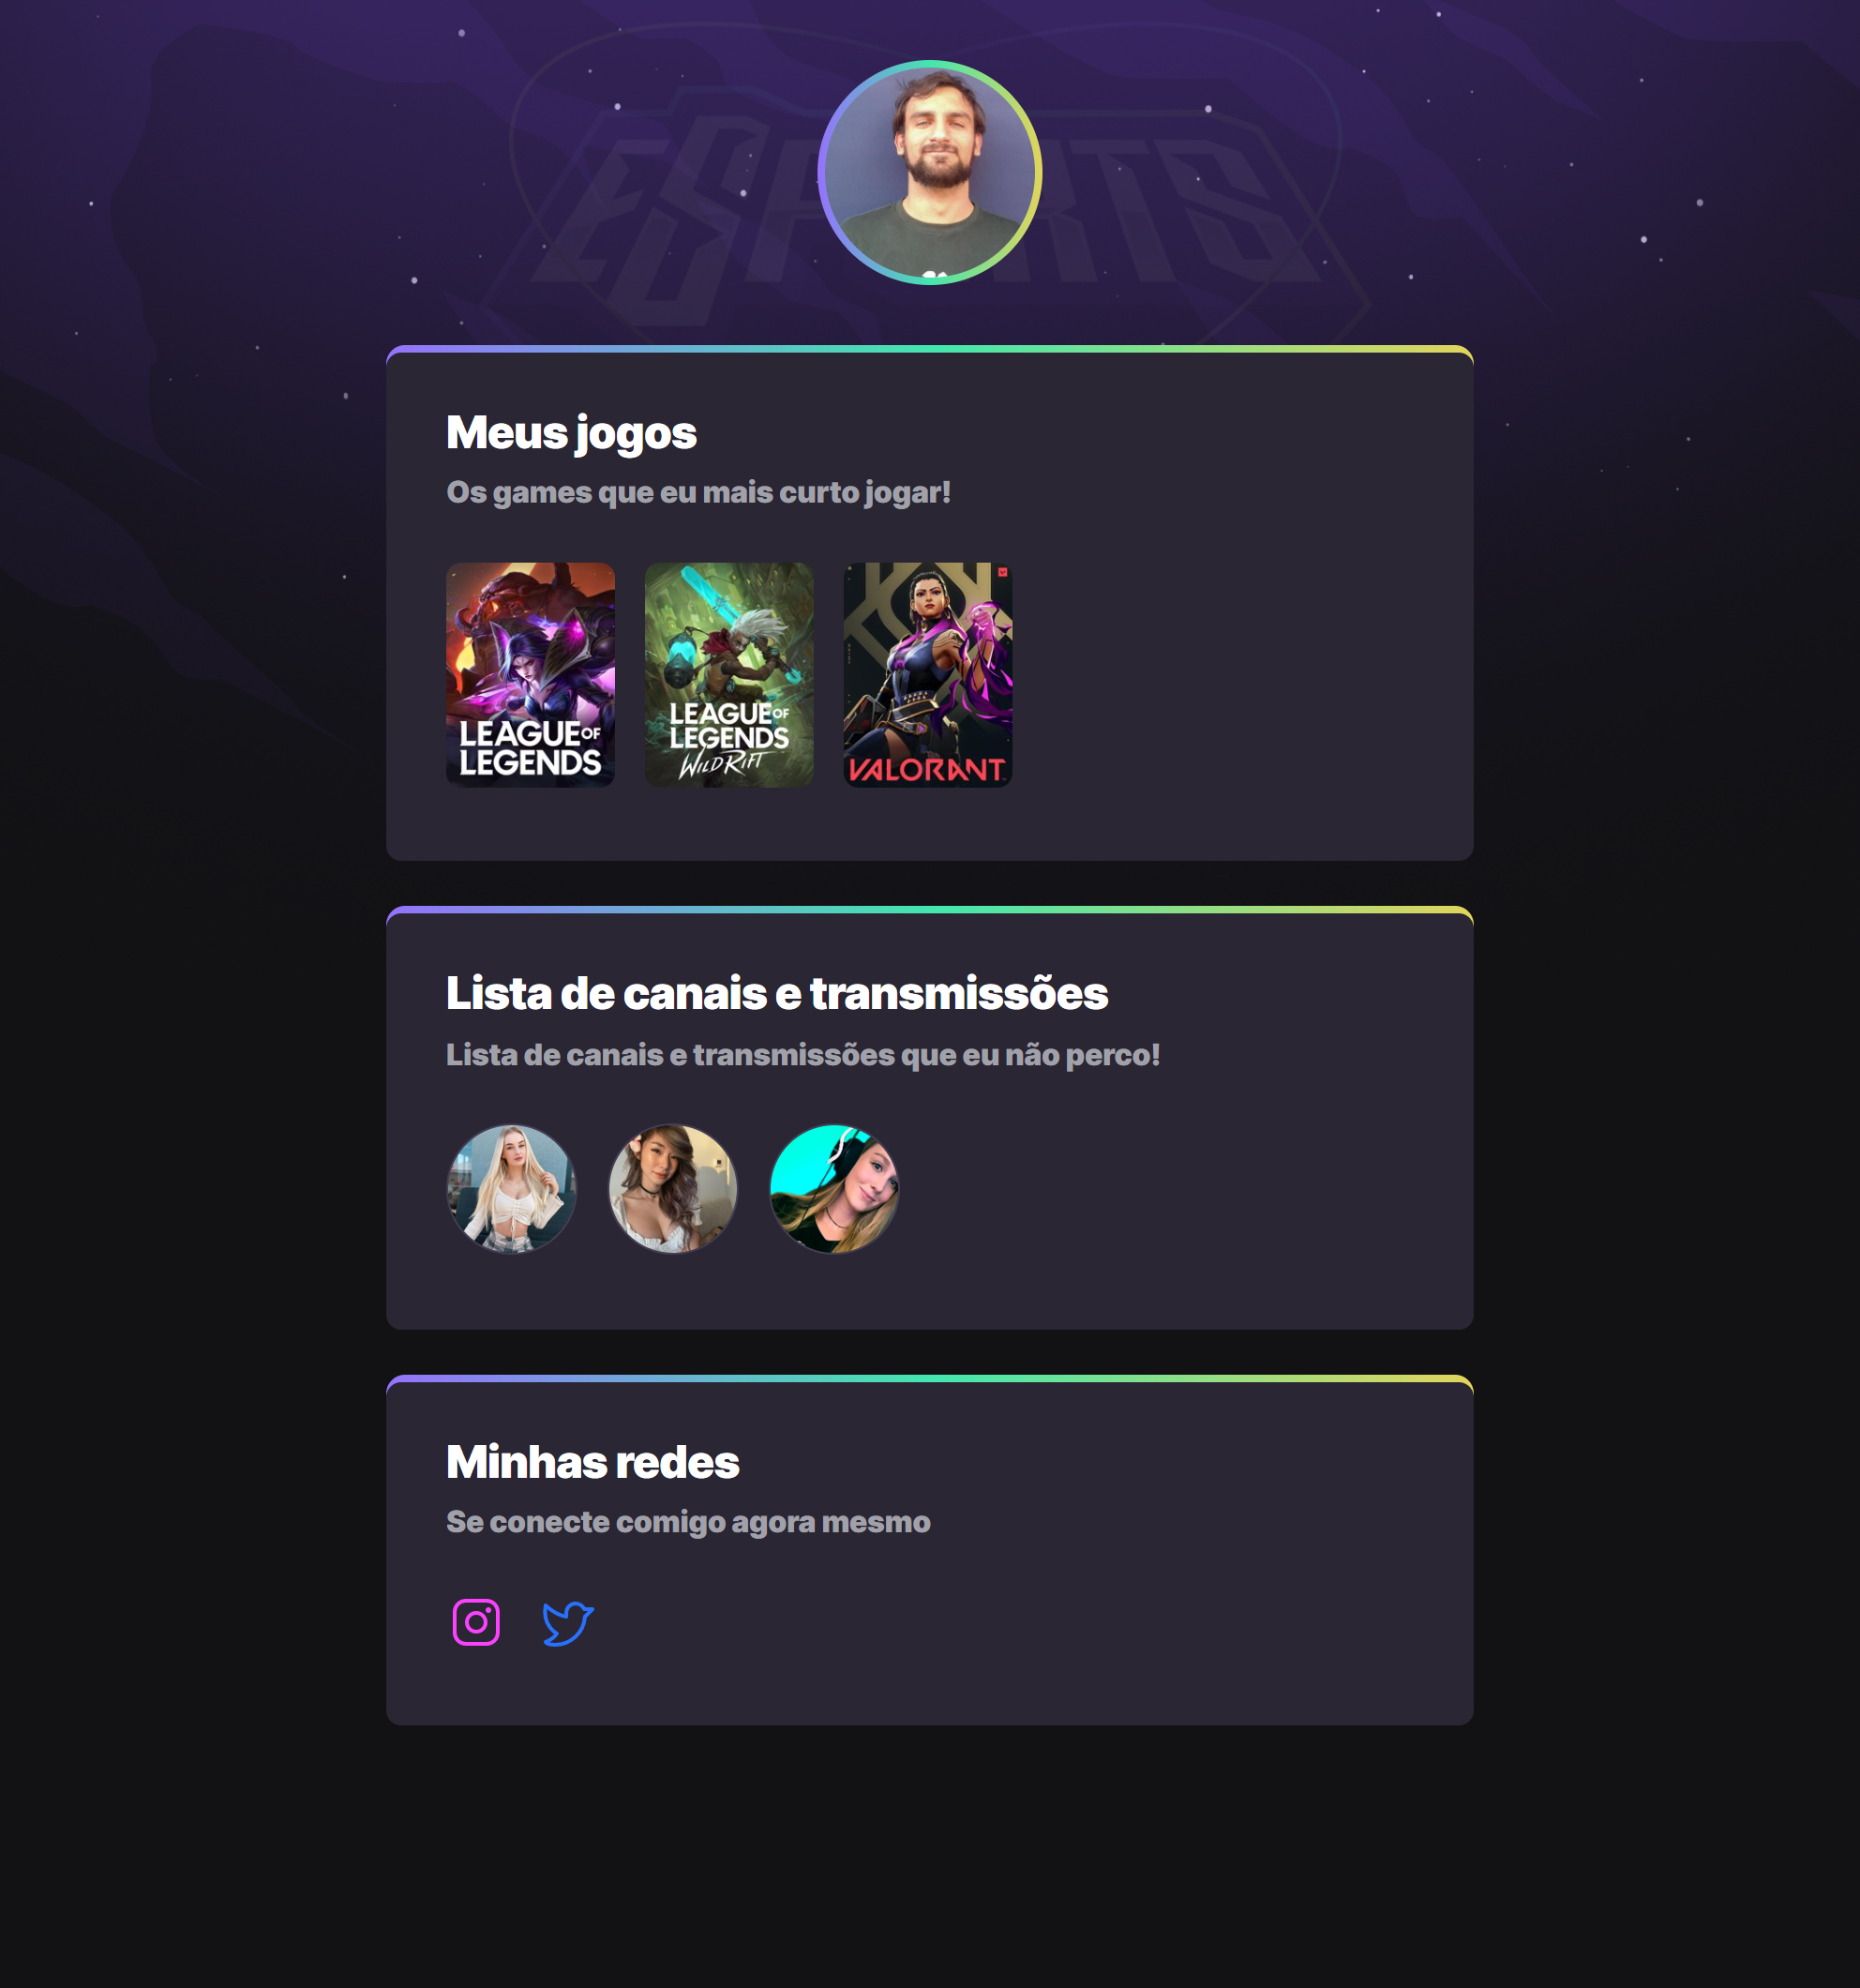 ESPORTS
Meus jogos
Os games que eu mais curto jogar!
LEAGUE OF
LEGENDS
LEAGUE OF
LEGENDS
WILD RIFT
VALORANT
Lista de canais e transmissões
Lista de canais e transmissões que eu não perco!
Minhas redes
Se conecte comigo agora mesmo